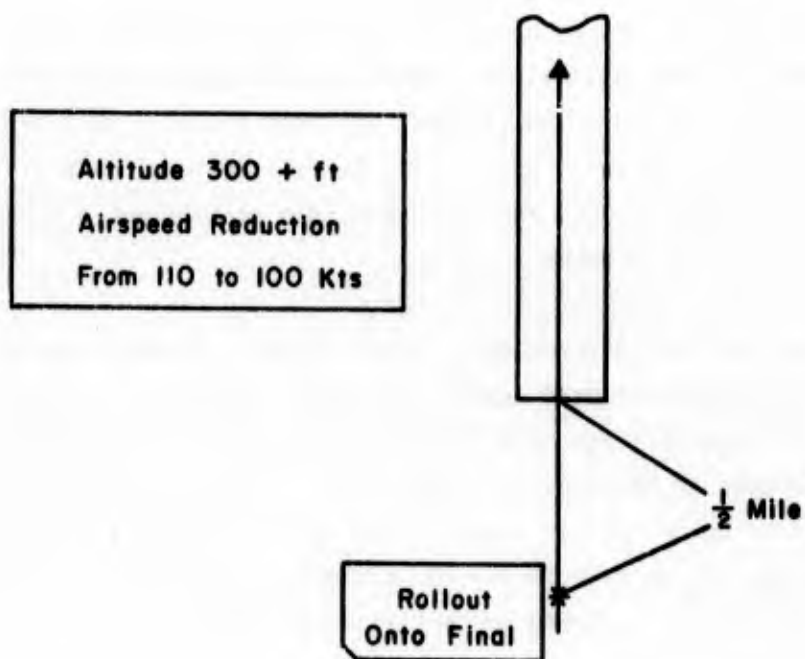 Altitude 300 + ft
Airspeed Reduction
From 110 to 100 Kts
1/2 Mile
Rollout
Onto Final